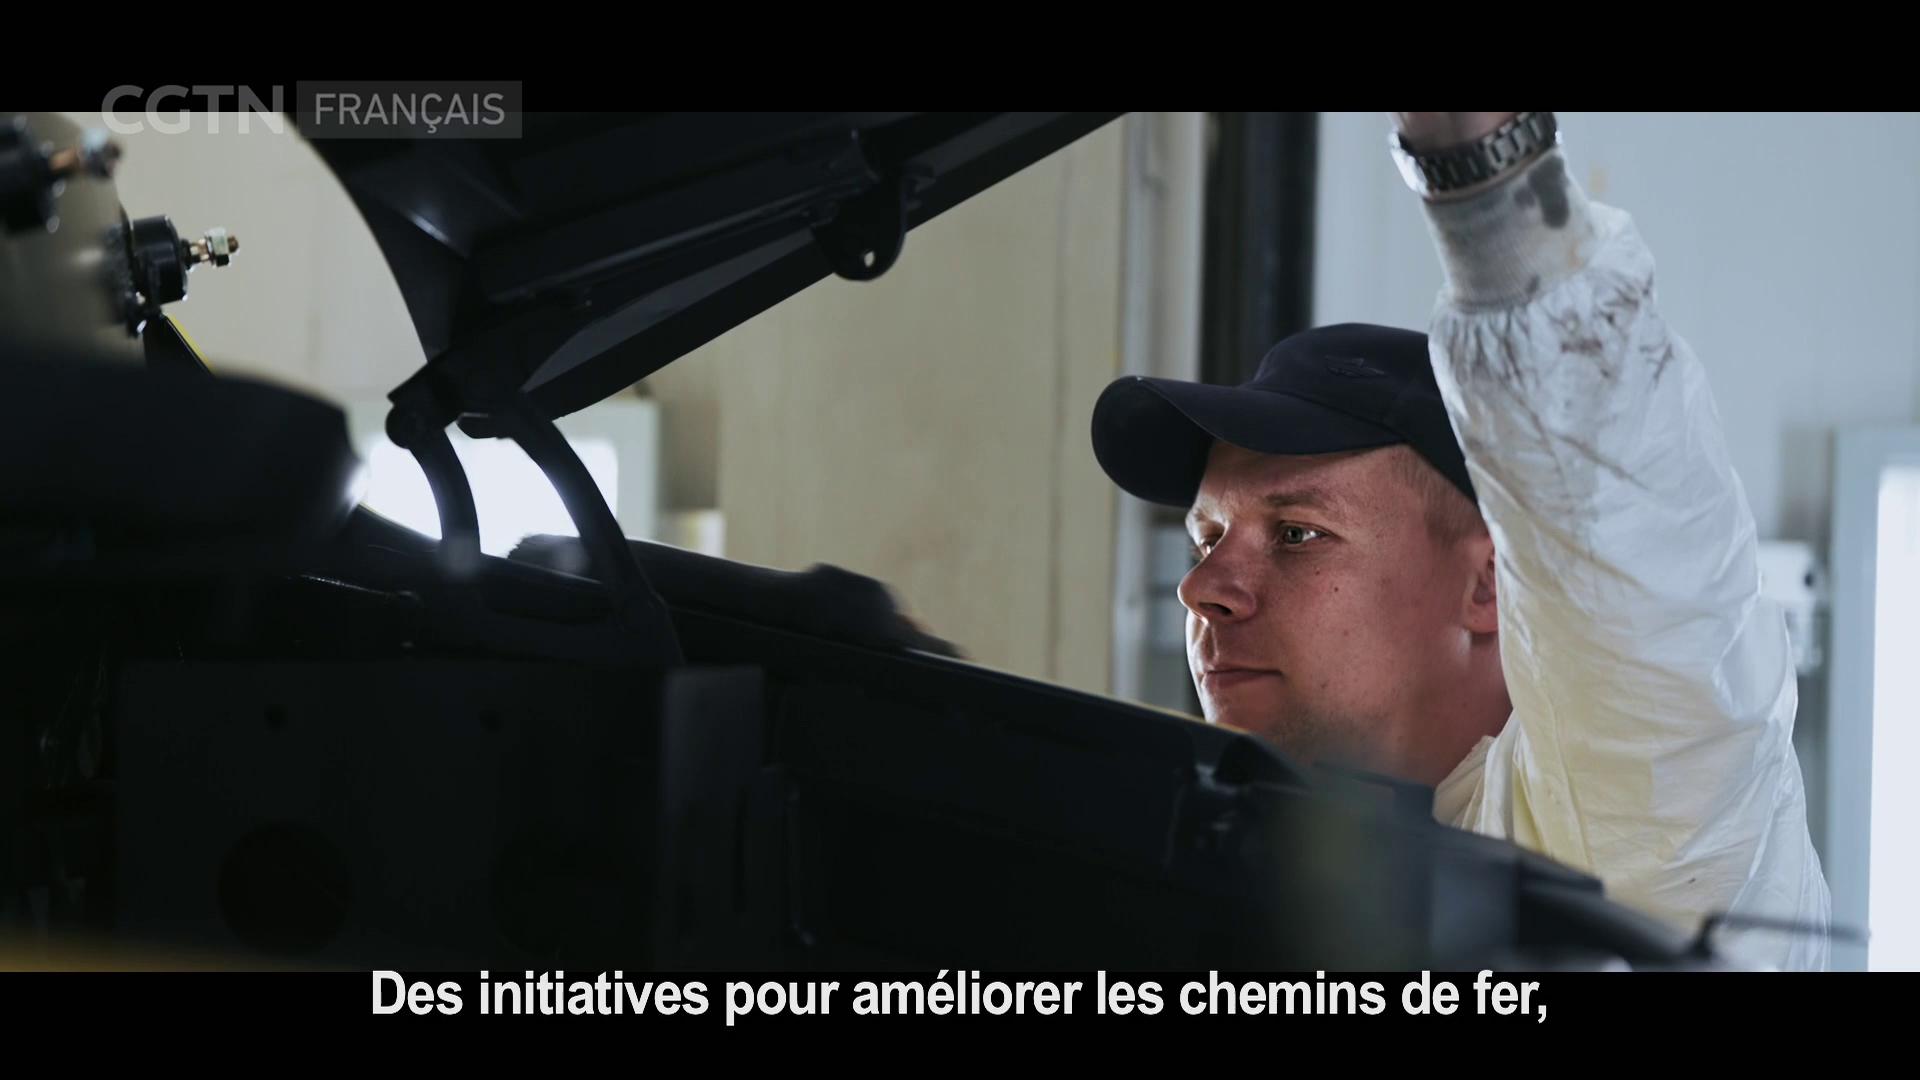 CGTN FRANÇAIS
Des initiatives pour améliorer les chemins de fer,